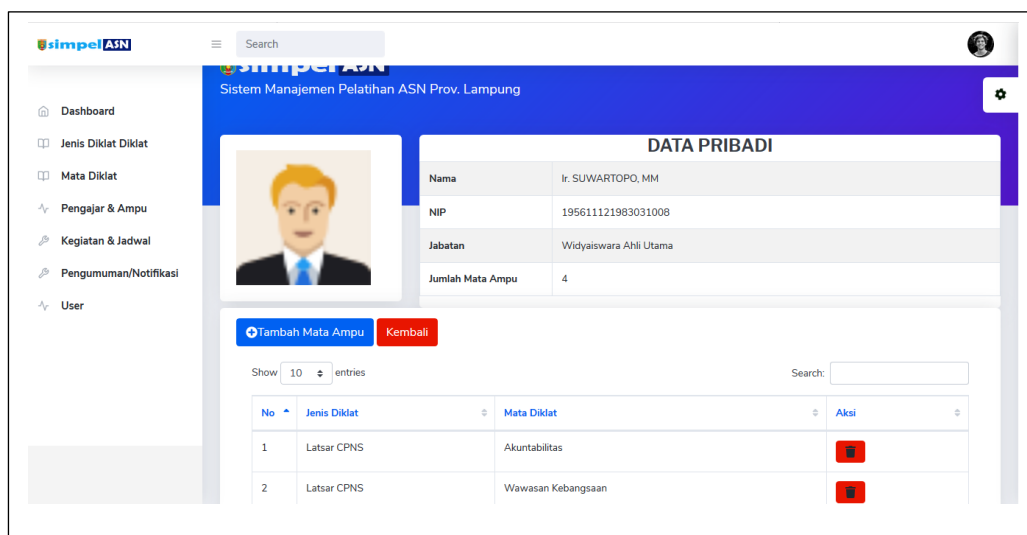 simpel ASN
Search
simpel ASN
Sistem Manajemen Pelatihan ASN Prov. Lampung
Dashboard
Jenis Diklat Diklat
Mata Diklat
Pengajar & Ampu
Kegiatan & Jadwal
Pengumuman/Notifikasi
User
DATA PRIBADI
Nama Ir. SUWARTOPO, MM
NIP 195611121983031008
Jabatan Widyaiswara Ahli Utama
Jumlah Mata Ampu 4
Tambah Mata Ampu Kembali
Show 10 entries Search:
No Jenis Diklat Mata Diklat Aksi
1 Latsar CPNS Akuntabilitas
2 Latsar CPNS Wawasan Kebangsaan